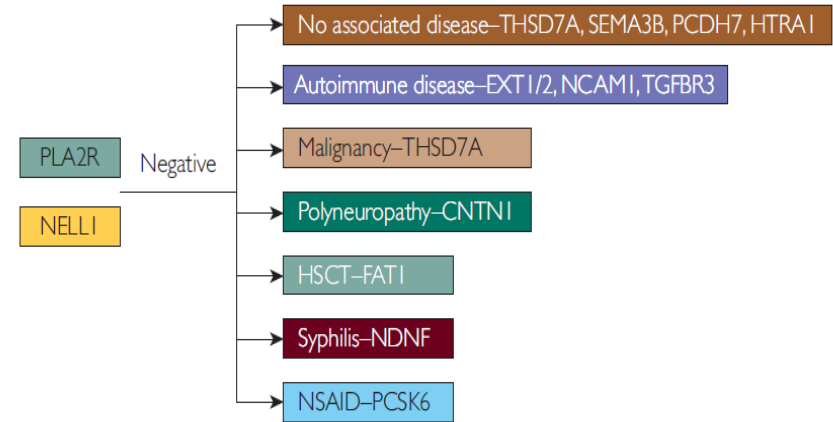 No associated disease–THSD7A, SEMA3B, PCDH7, HTRA1
Autoimmune disease–EXT1/2, NCAM1, TGFBR3
PLA2R
Negative
Malignancy–THSD7A
NELL1
Polyneuropathy–CNTN1
HSCT–FAT1
Syphilis–NDNF
NSAID–PCSK6